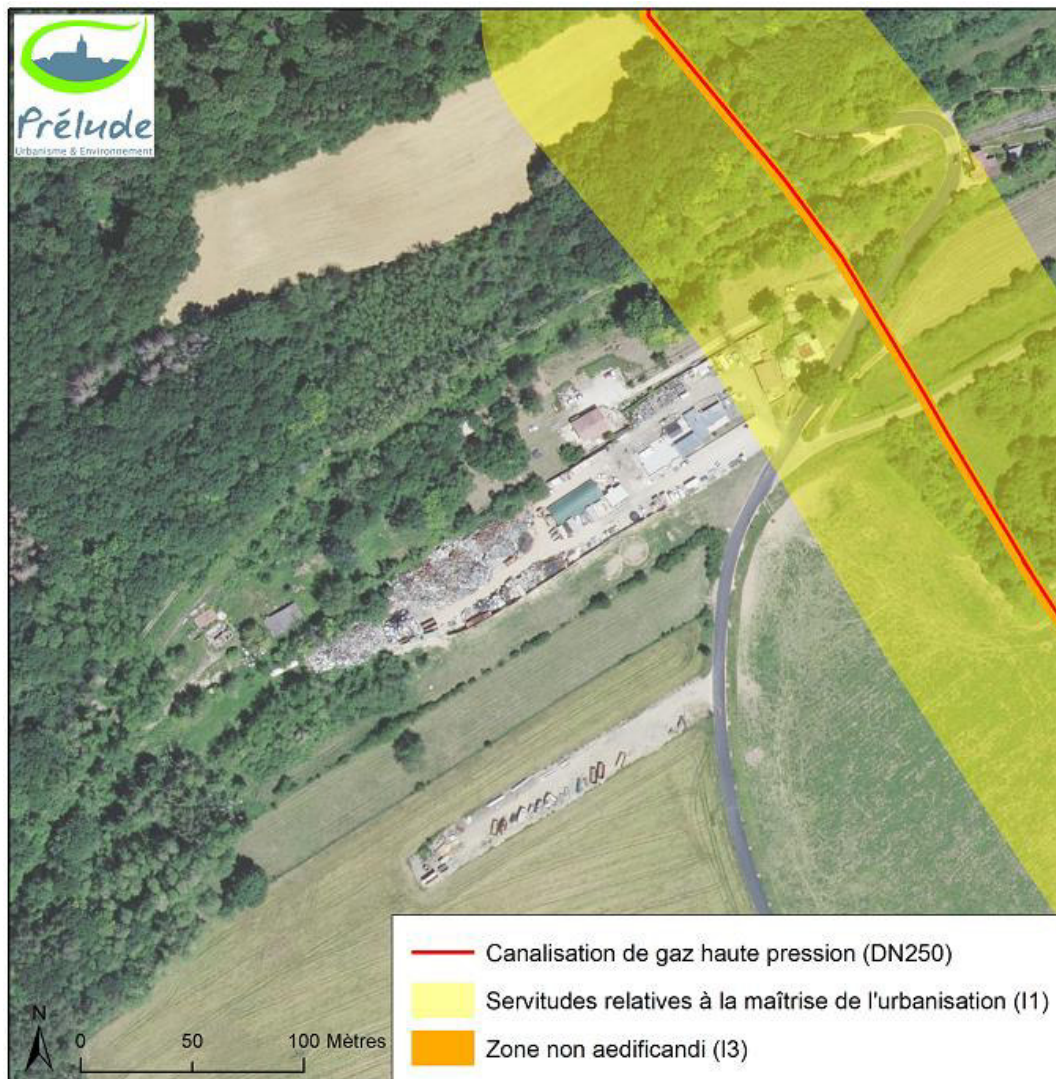 Prélude
Urbanisme & Environnement
Canalisation de gaz haute pression (DN250)
Servitudes relatives à la maîtrise de l'urbanisation (I1)
Zone non aedificandi (I3)
N
0 50 100 Mètres